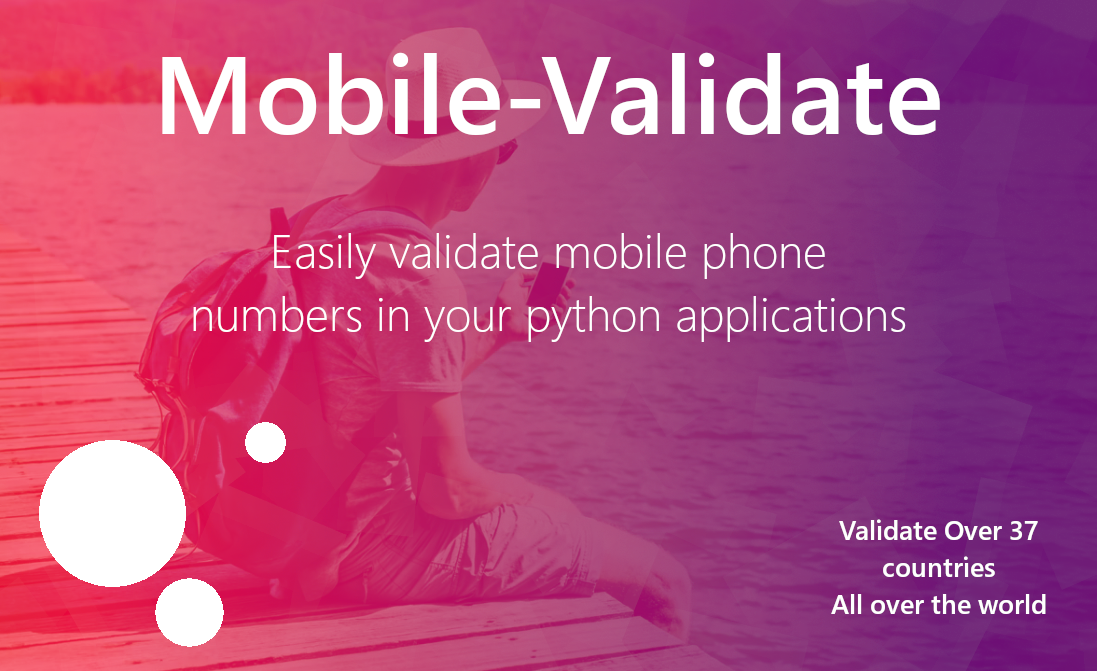 Mobile-Validate
Easily validate mobile phone
numbers in your python applications
Validate Over 37
countries
All over the world